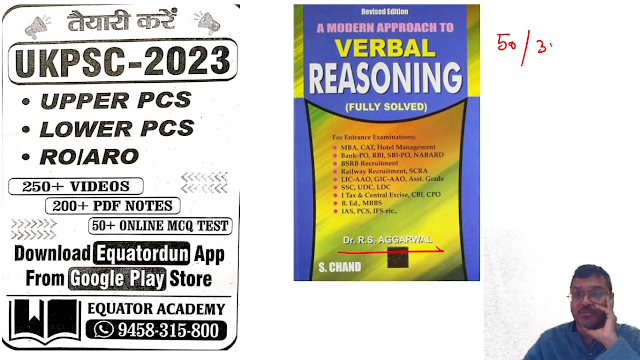 तैयारी करें
UKPSC-2023
• UPPER PCS
• LOWER PCS
• RO/ARO
250+ VIDEOS
200+ PDF NOTES
50+ ONLINE MCQ TEST
Download Equatordun App
From Google Play Store
EQUATOR ACADEMY
9458-315-800
Revised Edition
A MODERN APPROACH TO
VERBAL
REASONING
(FULLY SOLVED)
For Entrance Examinations:
• MBA, CAT, Hotel Management
• Bank-PO, RBI, SBI-PO, NABARD
• BSRB Recruitment
• Railway Recruitment, SCRA
• LIC-AAO, GIC-AAO, Asst. Grade
• SSC, UDC, LDC
• I Tax & Central Excise, CBI, CPO
• B. Ed., MBBS
• IAS, PCS, IFS etc.,
Dr. R.S. AGGARWAL
S. CHAND
50/3